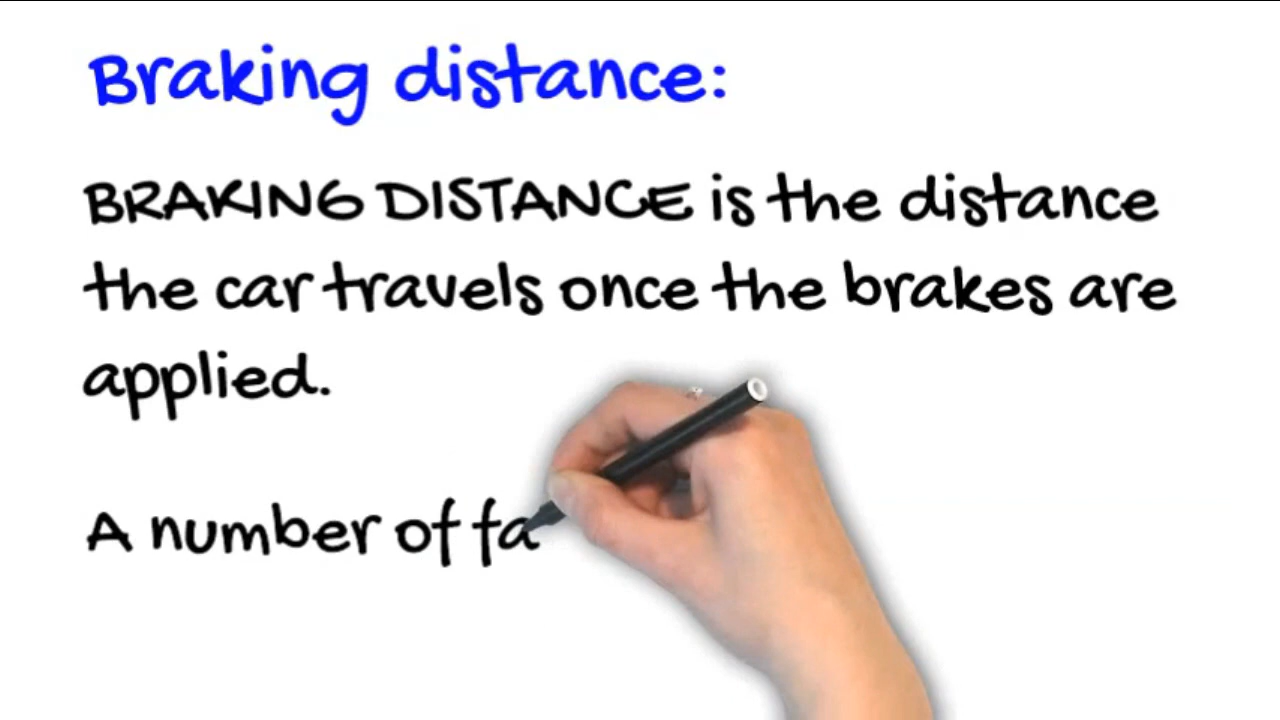 Braking distance:
BRAKING DISTANCE is the distance
the car travels once the brakes are
applied.
A number of fa